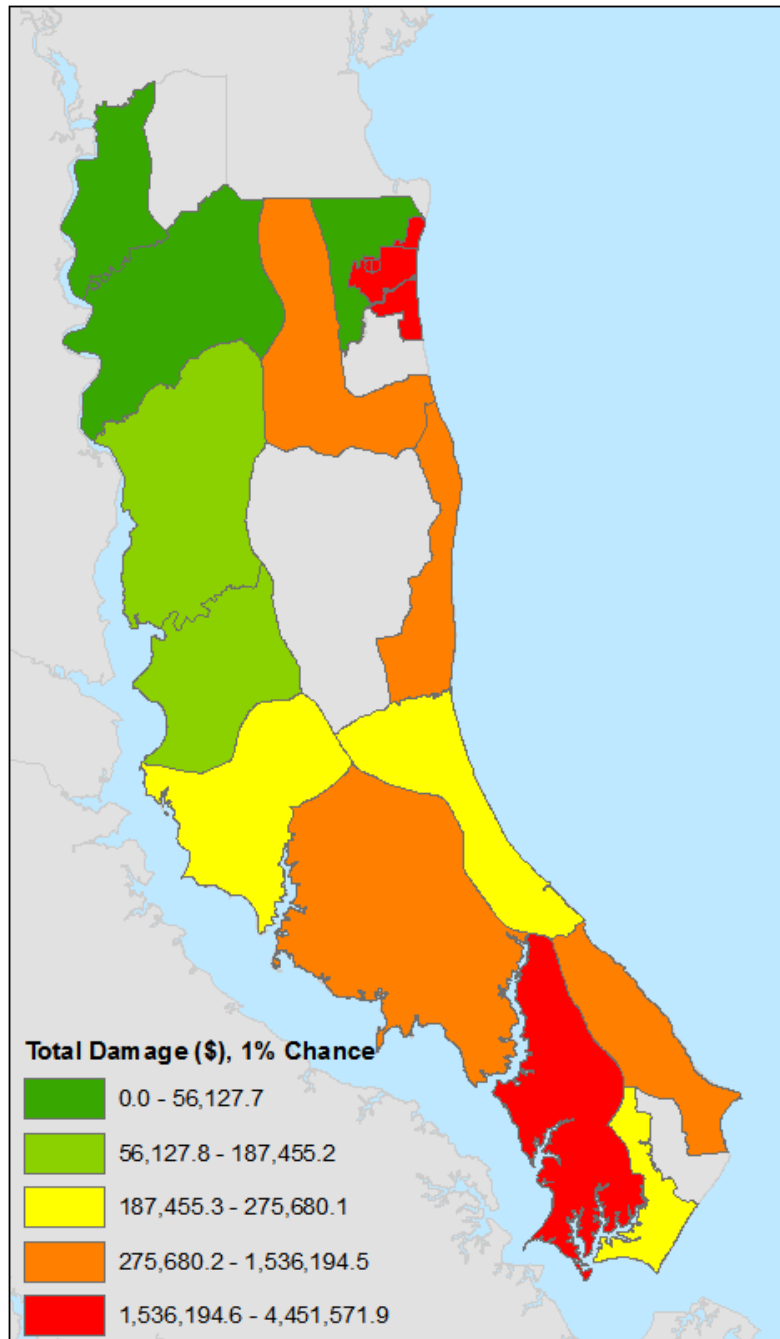 Total Damage ($), 1% Chance
0.0 - 56,127.7
56,127.8 - 187,455.2
187,455.3 - 275,680.1
275,680.2 - 1,536,194.5
1,536,194.6 - 4,451,571.9